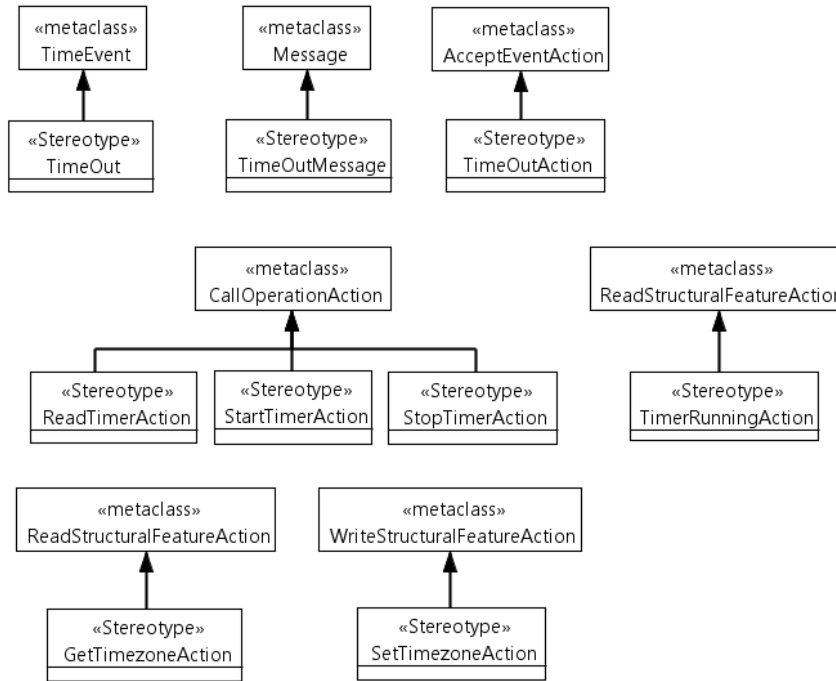 «metaclass»
TimeEvent
«metaclass»
Message
«metaclass»
AcceptEventAction
«Stereotype»
TimeOut
«Stereotype»
TimeOutMessage
«Stereotype»
TimeOutAction
«metaclass»
CallOperationAction
«metaclass»
ReadStructuralFeatureAction
«Stereotype»
ReadTimerAction
«Stereotype»
StartTimerAction
«Stereotype»
StopTimerAction
«Stereotype»
TimerRunningAction
«metaclass»
ReadStructuralFeatureAction
«metaclass»
WriteStructuralFeatureAction
«Stereotype»
GetTimezoneAction
«Stereotype»
SetTimezoneAction